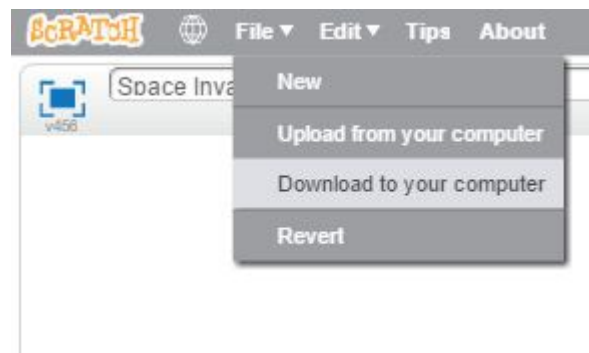 SCRATCH File▼ Edit▼ Tips About
New
Space Inva
v456
Upload from your computer
Download to your computer
Revert